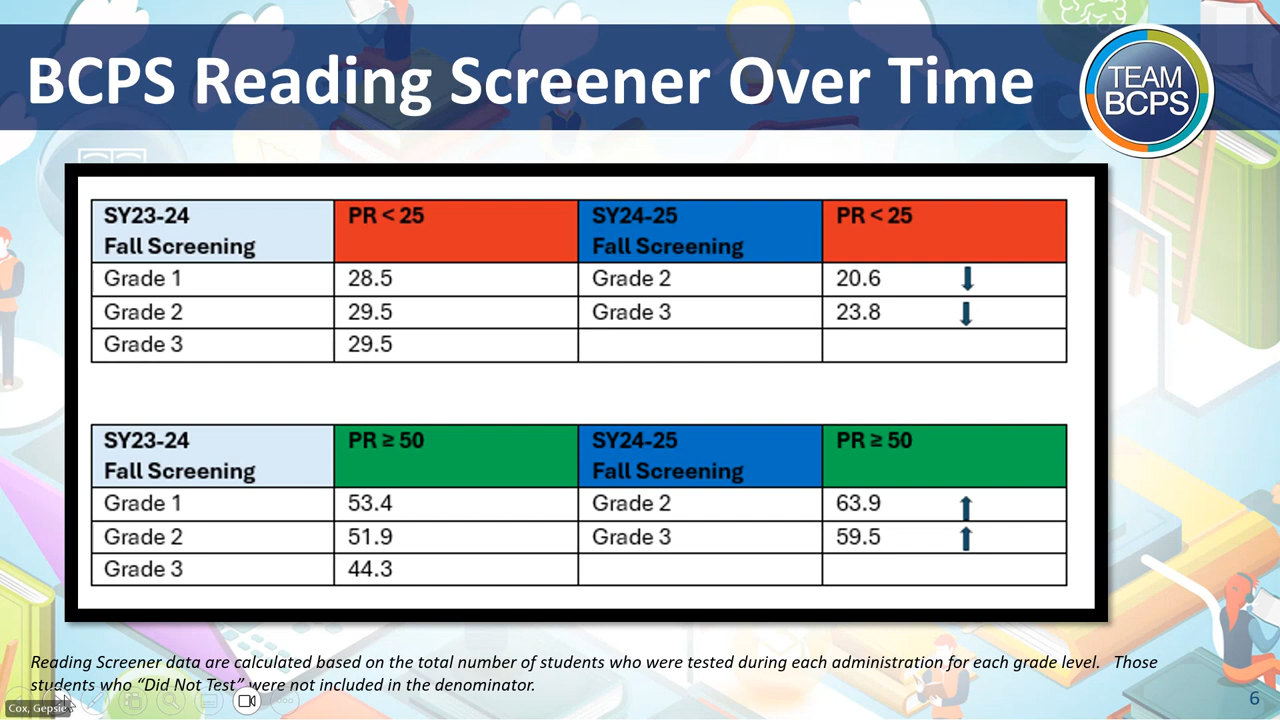 BCPS Reading Screener Over Time
TEAM
BCPS
SY23-24 Fall Screening PR < 25 SY24-25 Fall Screening PR < 25
Grade 1 28.5 Grade 2 20.6
Grade 2 29.5 Grade 3 23.8
Grade 3 29.5
SY23-24 Fall Screening PR ≥ 50 SY24-25 Fall Screening PR ≥ 50
Grade 1 53.4 Grade 2 63.9
Grade 2 51.9 Grade 3 59.5
Grade 3 44.3
Reading Screener data are calculated based on the total number of students who were tested during each administration for each grade level. Those
students who “Did Not Test” were not included in the denominator.
Cox, Gepsie
6